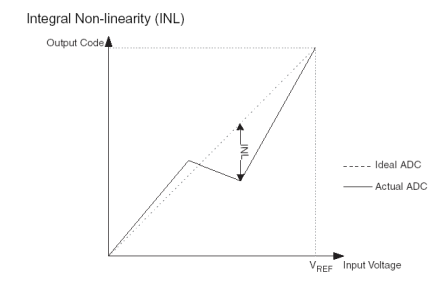 Integral Non-linearity (INL)
Output Code
INL
Ideal ADC
Actual ADC
VREF
Input Voltage